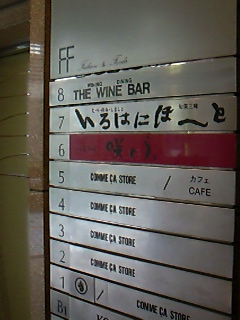 FF
8 THE WINE BAR
DINING
7 いろはにほへと
6
5 COMME ÇA STORE / カフェ CAFE
4 COMME ÇA STORE
3 COMME ÇA STORE
2 COMME ÇA STORE
1 / COMME ÇA STORE
B1